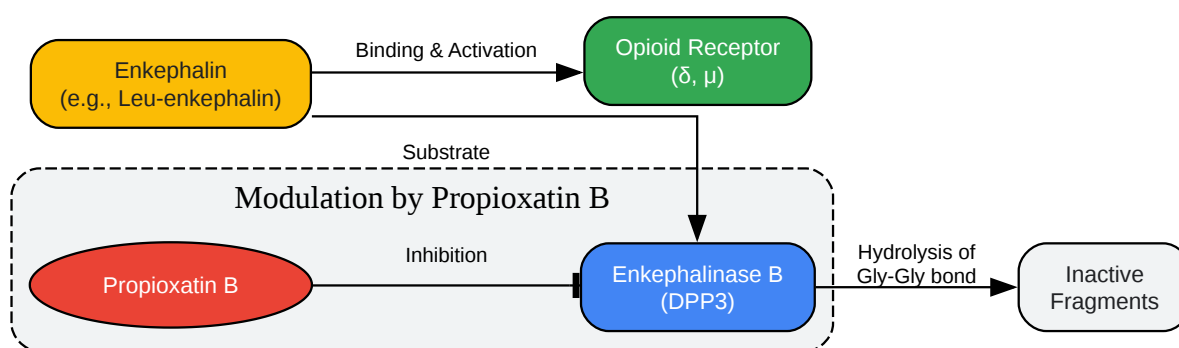 Enkephalin
(e.g., Leu-enkephalin)
Binding & Activation
Opioid Receptor
(δ, μ)
Substrate
Modulation by Propioxatin B
Propioxatin B
Inhibition
Enkephalinase B
(DPP3)
Hydrolysis of
Gly-Gly bond
Inactive
Fragments